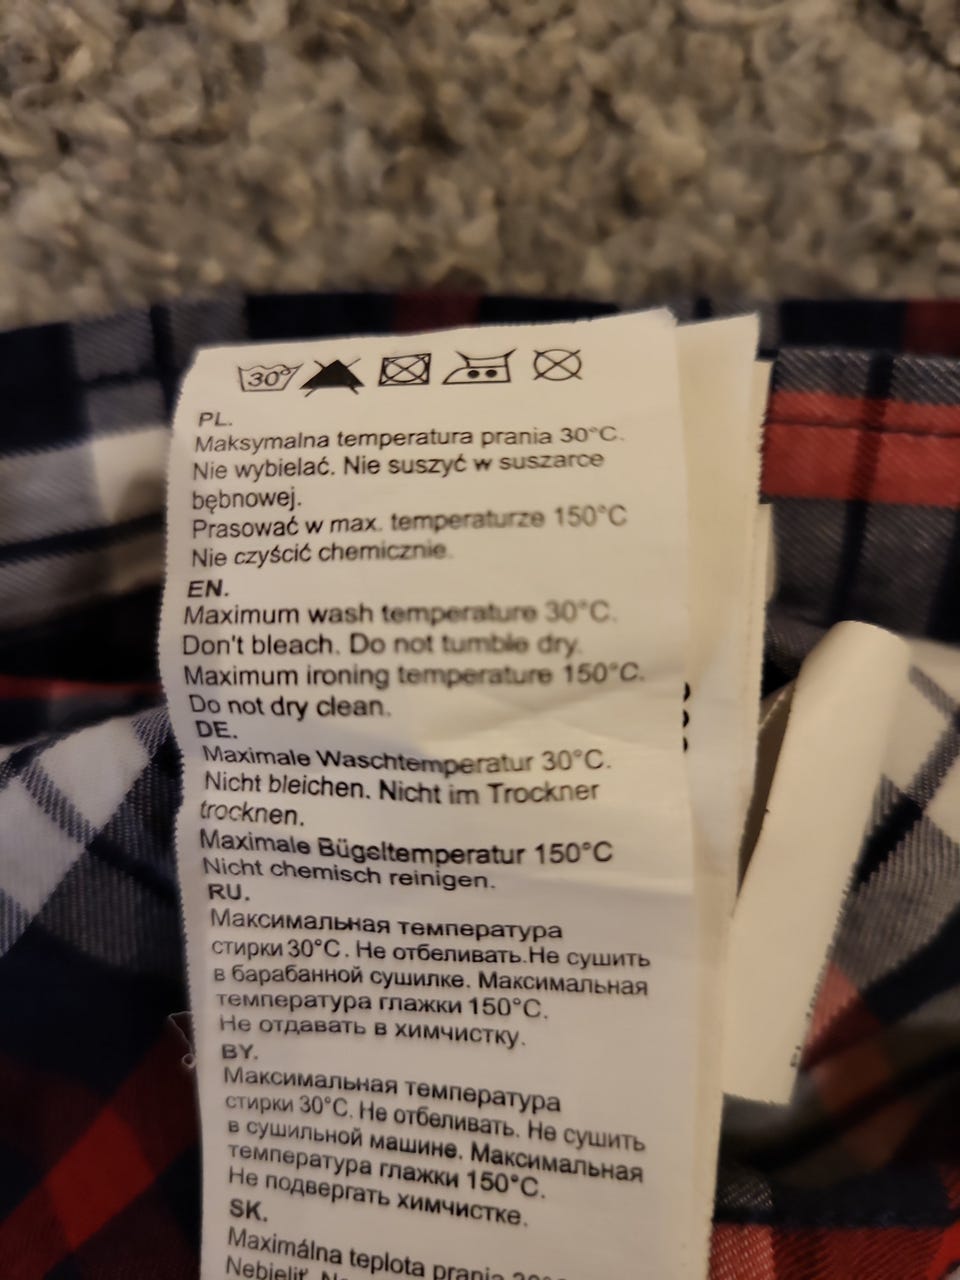 30°
PL.
Maksymalna temperatura prania 30°C.
Nie wybielać. Nie suszyć w suszarce
bębnowej.
Prasować w max. temperaturze 150°C
Nie czyścić chemicznie.
EN.
Maximum wash temperature 30°C.
Don't bleach. Do not tumble dry.
Maximum ironing temperature 150°C.
Do not dry clean.
DE.
Maximale Waschtemperatur 30°C.
Nicht bleichen. Nicht im Trockner
trocknen.
Maximale Bügeltemperatur 150°C
Nicht chemisch reinigen.
RU.
Максимальная температура
стирки 30°C. Не отбеливать.Не сушить
в барабанной сушилке. Максимальная
температура глажки 150°C.
Не отдавать в химчистку.
BY.
Максимальная температура
стирки 30°C. Не отбеливать. Не сушить
в сушильной машине. Максимальная
температура глажки 150°C.
Не подвергать химчистке.
SK.
Maximálna teplota prania 30°C
Nebieliť.